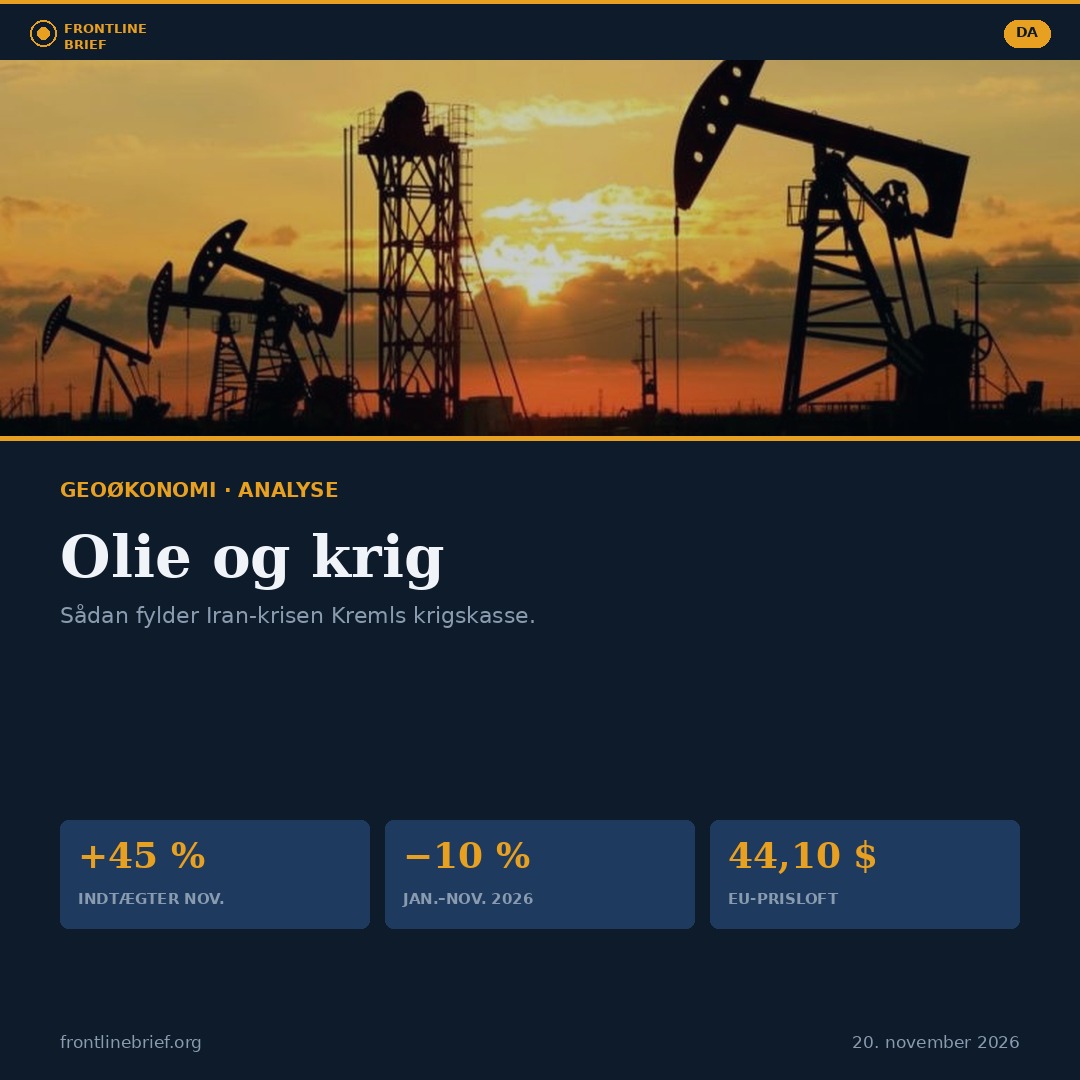 FRONTLINE
BRIEF
DA
GEOØKONOMI · ANALYSE
Olie og krig
Sådan fylder Iran-krisen Kremls krigskasse.
+45 %
INDTÆGTER NOV.
−10 %
JAN.–NOV. 2026
44,10 $
EU-PRISLOFT
frontlinebrief.org
20. november 2026